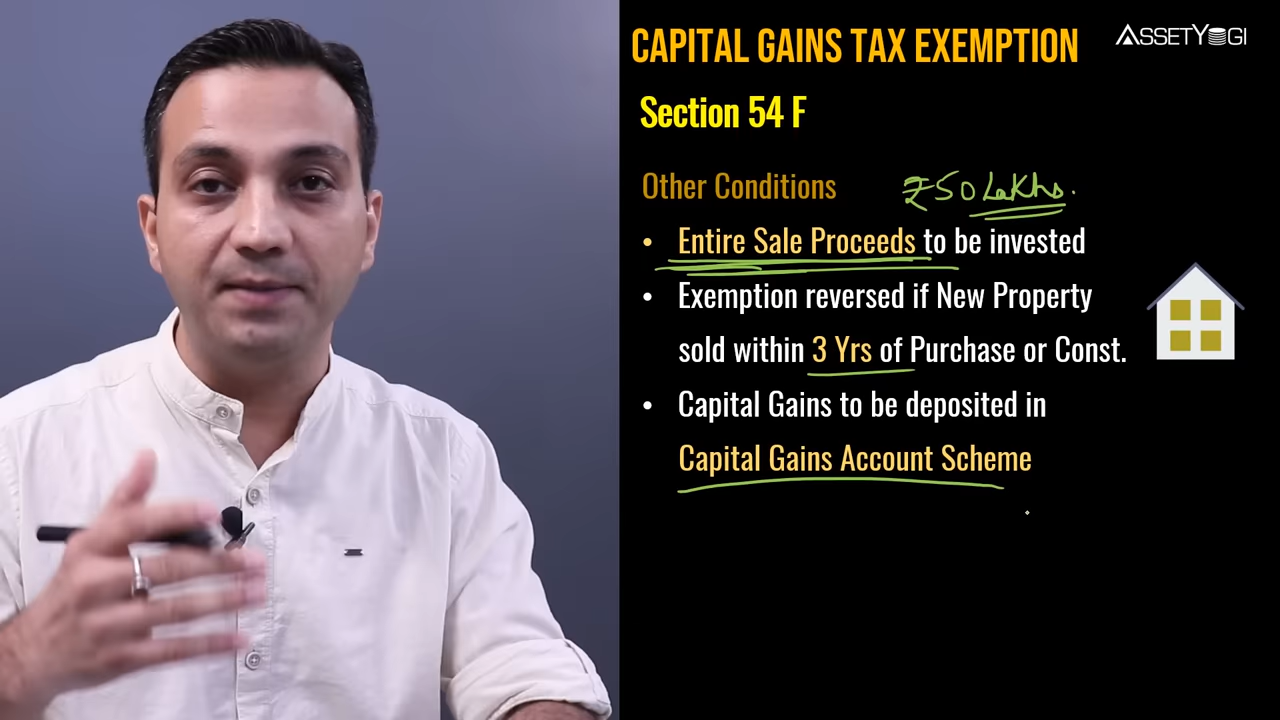 CAPITAL GAINS TAX EXEMPTION
ASSETYOGI
Section 54 F
Other Conditions
₹50 Lakhs.
• Entire Sale Proceeds to be invested
• Exemption reversed if New Property
sold within 3 Yrs of Purchase or Const.
• Capital Gains to be deposited in
Capital Gains Account Scheme